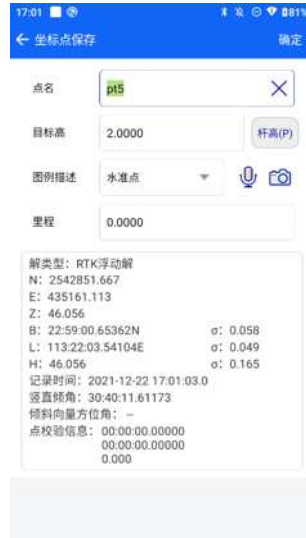 17:01 81%
坐标点保存 确定
点名 pt5
目标高 2.0000 杆高(P)
图例描述 水准点
里程 0.0000
解类型：RTK浮动解
N：2542851.667
E：435161.113
Z：46.056
B：22:59:00.65362N σ：0.058
L：113:22:03.54104E σ：0.049
H：46.056 σ：0.165
记录时间：2021-12-22 17:01:03.0
竖直倾角：30:40:11.61173
倾斜向量方位角：--
点校验信息：00:00:00.00000
00:00:00.00000
0.000